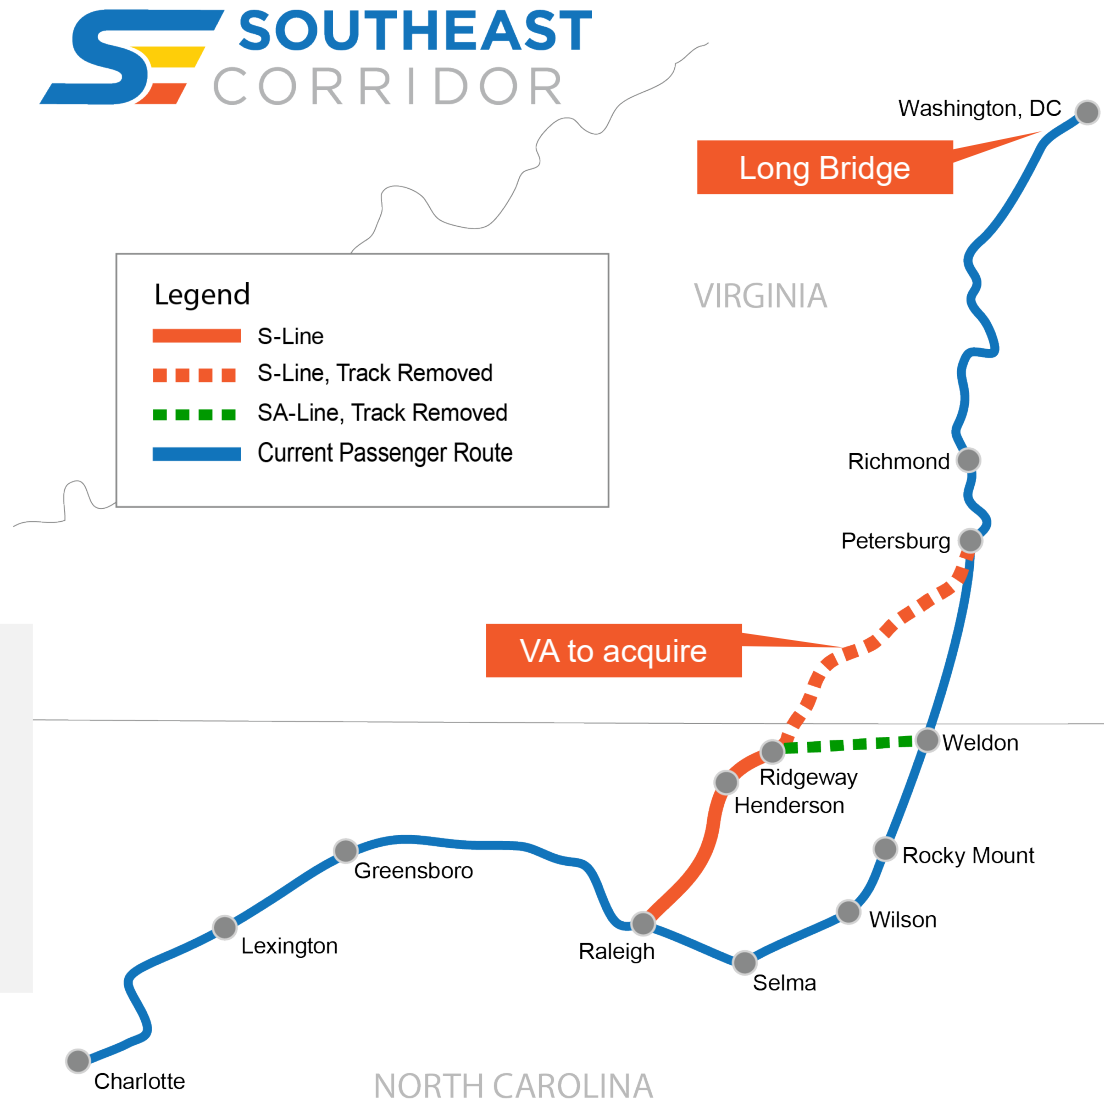 SOUTHEAST
CORRIDOR
Washington, DC
Long Bridge
VIRGINIA
Legend
S-Line
S-Line, Track Removed
SA-Line, Track Removed
Current Passenger Route
Richmond
Petersburg
VA to acquire
Weldon
Ridgeway
Henderson
Rocky Mount
Greensboro
Wilson
Lexington
Raleigh
Selma
Charlotte
NORTH CAROLINA